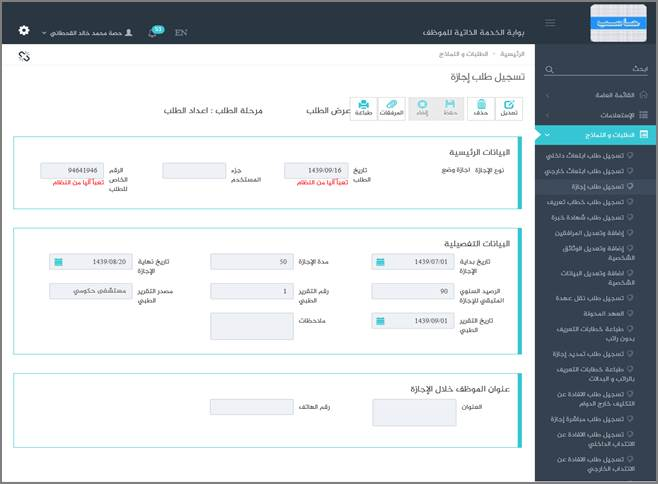 حاسب
بوابة الخدمة الذاتية للموظف
EN
53
حصة محمد خالد القحطاني
ابحث
القائمة العامة
الإستعلامات
الطلبات و النماذج
تسجيل طلب ابتعاث داخلي
تسجيل طلب ابتعاث خارجي
تسجيل طلب إجازة
تسجيل طلب خطاب تعريف
تسجيل طلب شهادة خبرة
إضافة وتعديل المرافقين
إضافة وتعديل الوثائق
الشخصية
اضافة وتعديل البيانات
الشخصية
تسجيل طلب نقل عهدة
العهد المحولة
طباعة خطابات التعريف
بدون راتب
تسجيل طلب تمديد إجازة
طباعة خطابات التعريف
بالراتب و البدلات
تسجيل طلب الافادة عن
التكليف خارج الدوام
تسجيل طلب مباشرة إجازة
تسجيل طلب الافادة عن
الانتداب الداخلي
تسجيل طلب الافادة عن
الانتداب الخارجي
الرئيسية - الطلبات و النماذج
تسجيل طلب إجازة
تعديل
حذف
حفظ
إلغاء
المرفقات
طباعة
عرض الطلب
مرحلة الطلب : اعداد الطلب
البيانات الرئيسية
نوع الإجازة
اجازة وضع
تاريخ الطلب
1439/09/16
تعبأ آليا من النظام
جزء المستخدم
الرقم الخاص للطلب
94641946
تعبأ آليا من النظام
البيانات التفصيلية
تاريخ بداية الإجازة
1439/07/01
مدة الإجازة
50
تاريخ نهاية الإجازة
1439/08/20
الرصيد السنوي المتبقي للإجازة
90
رقم التقرير الطبي
1
مصدر التقرير الطبي
مستشفى حكومي
تاريخ التقرير الطبي
1439/09/01
ملاحظات
عنوان الموظف خلال الإجازة
العنوان
رقم الهاتف